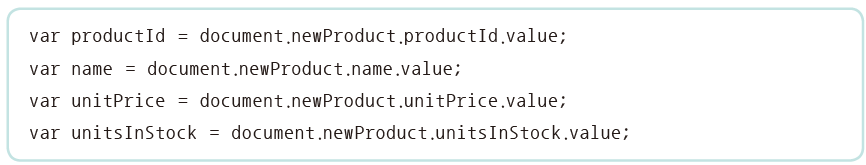 var productId = document.newProduct.productId.value;
var name = document.newProduct.name.value;
var unitPrice = document.newProduct.unitPrice.value;
var unitsInStock = document.newProduct.unitsInStock.value;